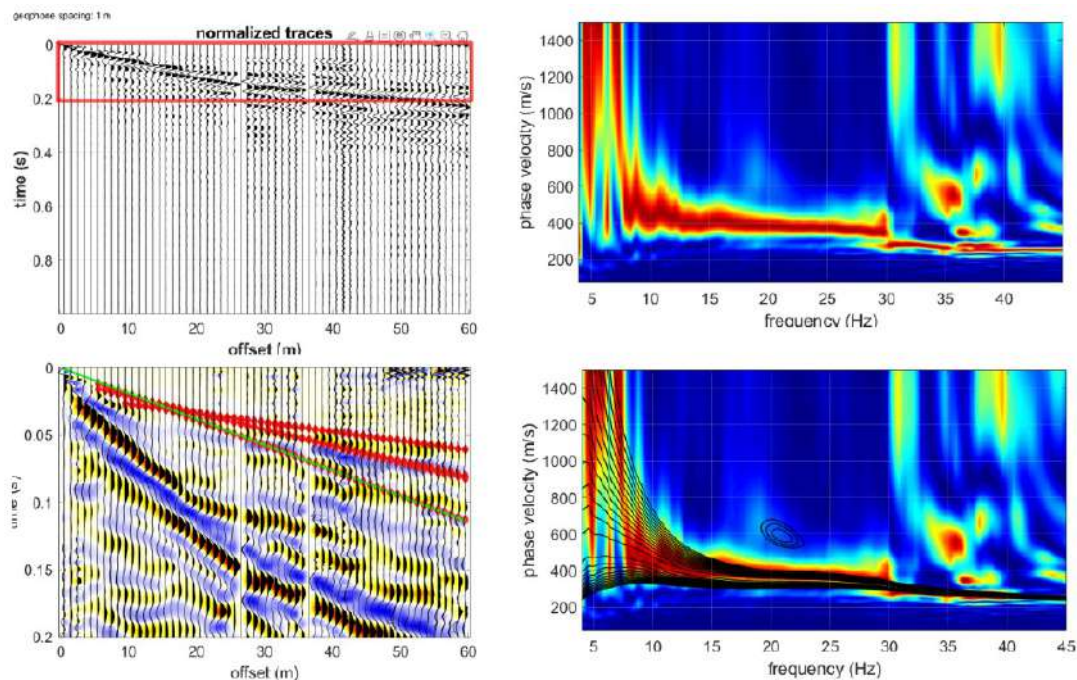 geophone spacing: 1 m
normalized traces
0
0.2
0.4
0.6
0.8
time (s)
0 10 20 30 40 50 60
offset (m)
1400
1200
1000
800
600
400
200
phase velocity (m/s)
5 10 15 20 25 30 35 40
frequency (Hz)
0
0.05
0.1
0.15
0.2
0 10 20 30 40 50 60
offset (m)
1400
1200
1000
800
600
400
200
phase velocity (m/s)
5 10 15 20 25 30 35 40 45
frequency (Hz)